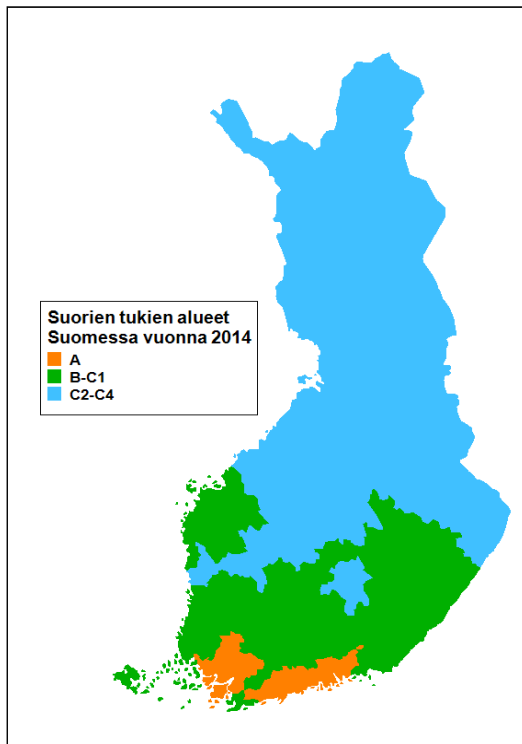 Suorien tukien alueet
Suomessa vuonna 2014
A
B-C1
C2-C4